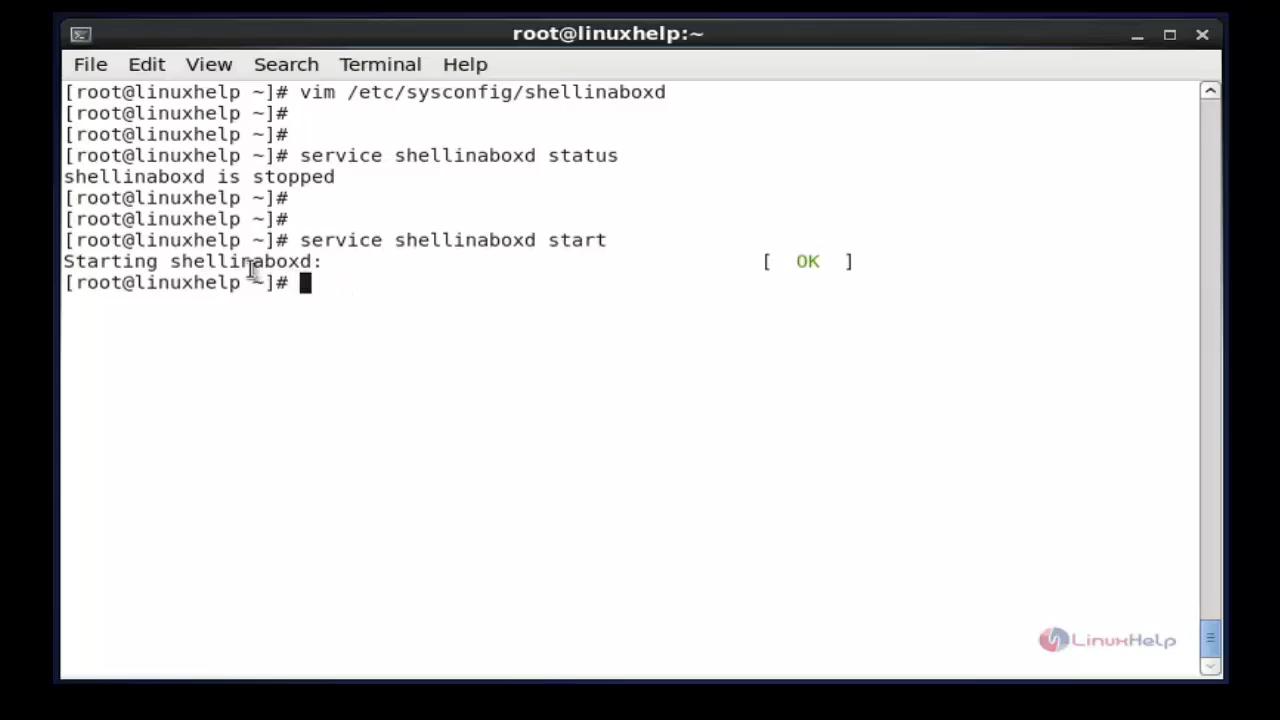 root@linuxhelp:~
File Edit View Search Terminal Help
[root@linuxhelp ~]# vim /etc/sysconfig/shellinaboxd
[root@linuxhelp ~]#
[root@linuxhelp ~]#
[root@linuxhelp ~]# service shellinaboxd status
shellinaboxd is stopped
[root@linuxhelp ~]#
[root@linuxhelp ~]#
[root@linuxhelp ~]# service shellinaboxd start
Starting shellinaboxd: [ OK ]
[root@linuxhelp ~]#
LinuxHelp